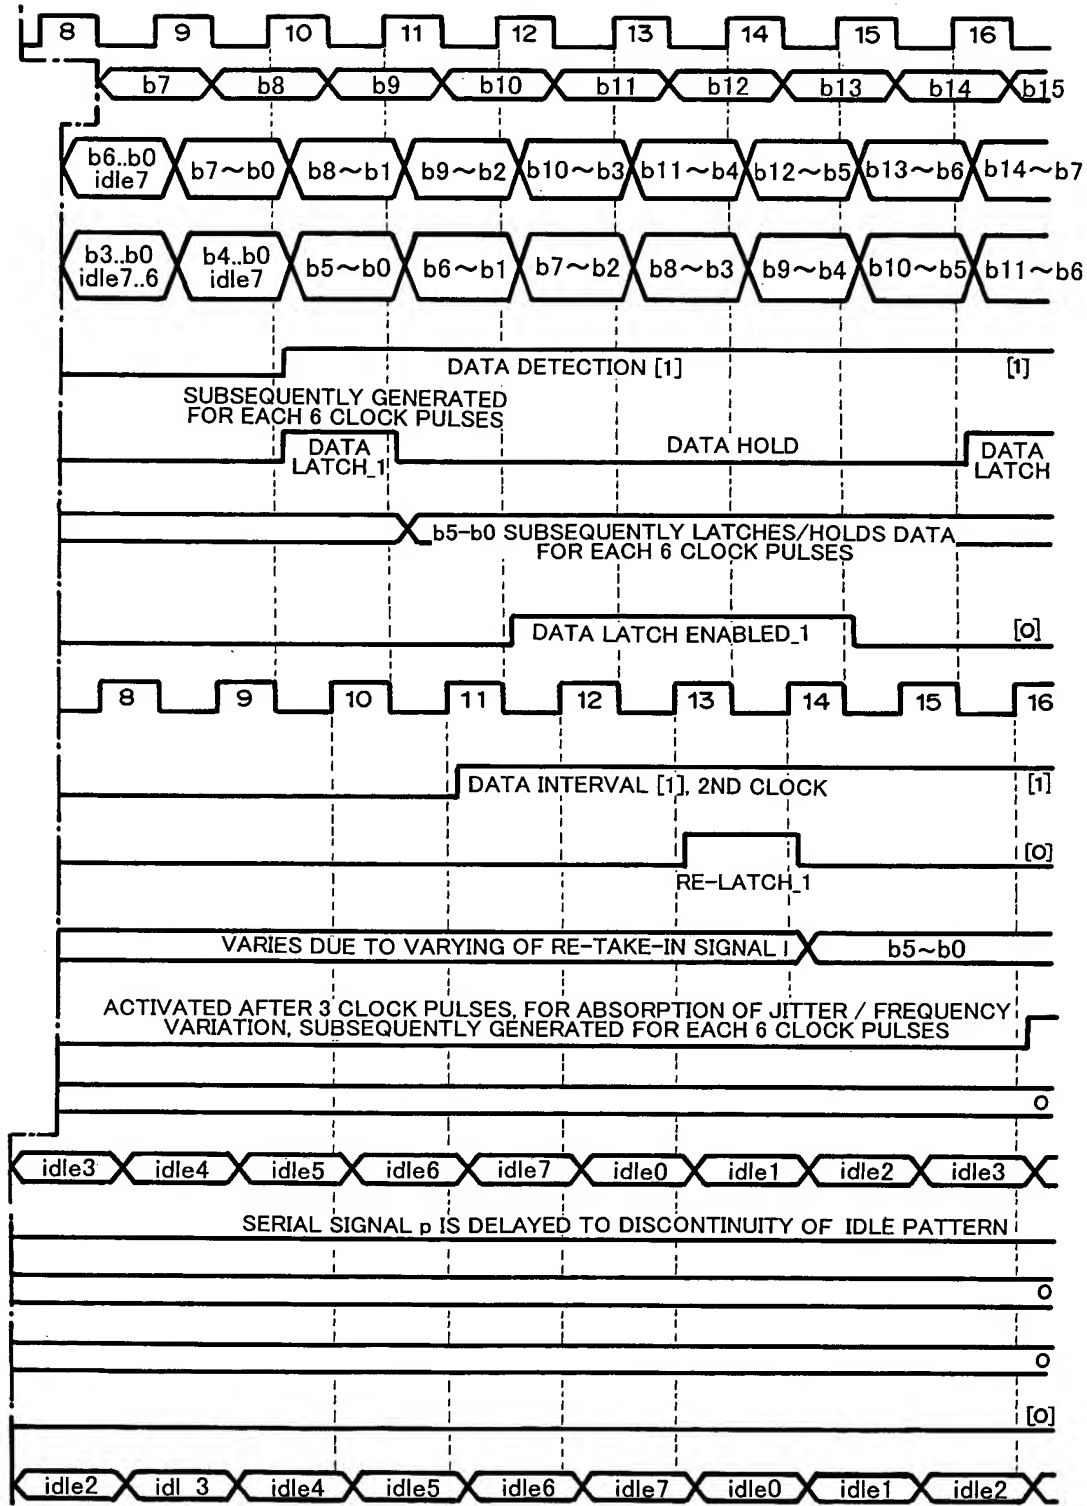 8 9 10 11 12 13 14 15 16
b7 b8 b9 b10 b11 b12 b13 b14 b15
b6..b0 idle7 b7~b0 b8~b1 b9~b2 b10~b3 b11~b4 b12~b5 b13~b6 b14~b7
b3..b0 idle7..6 b4..b0 idle7 b5~b0 b6~b1 b7~b2 b8~b3 b9~b4 b10~b5 b11~b6
DATA DETECTION [1] [1]
SUBSEQUENTLY GENERATED
FOR EACH 6 CLOCK PULSES
DATA LATCH_1 DATA HOLD DATA LATCH
b5-b0 SUBSEQUENTLY LATCHES/HOLDS DATA
FOR EACH 6 CLOCK PULSES
DATA LATCH ENABLED_1 [0]
8 9 10 11 12 13 14 15 16
DATA INTERVAL [1], 2ND CLOCK [1]
[0]
RE-LATCH_1
VARIES DUE TO VARYING OF RE-TAKE-IN SIGNAL l b5~b0
ACTIVATED AFTER 3 CLOCK PULSES, FOR ABSORPTION OF JITTER / FREQUENCY
VARIATION, SUBSEQUENTLY GENERATED FOR EACH 6 CLOCK PULSES
0
idle3 idle4 idle5 idle6 idle7 idle0 idle1 idle2 idle3
SERIAL SIGNAL p IS DELAYED TO DISCONTINUITY OF IDLE PATTERN
0
0
[0]
idle2 idl 3 idle4 idle5 idle6 idle7 idle0 idle1 idle2